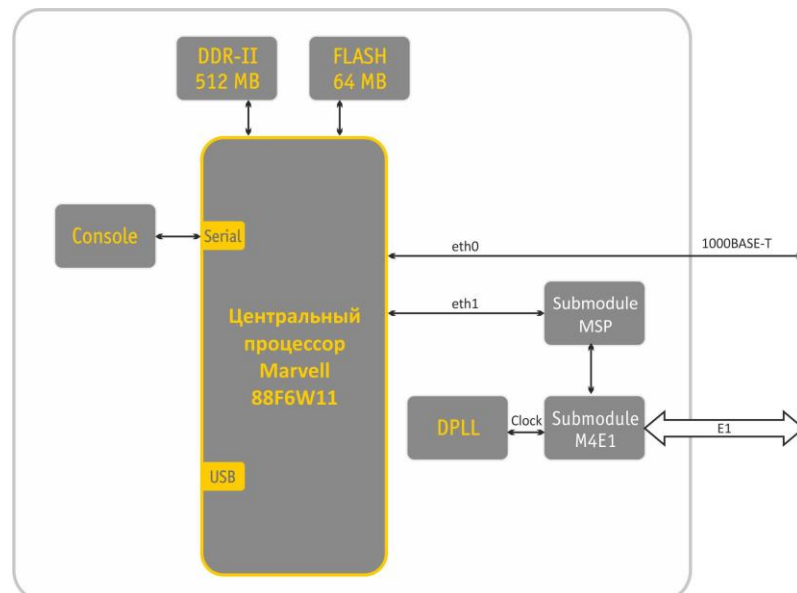 DDR-II
512 MB
FLASH
64 MB
Console
Serial
eth0
1000BASE-T
eth1
Submodule
MSP
Центральный
процессор
Marvell
88F6W11
DPLL
Clock
Submodule
M4E1
E1
USB